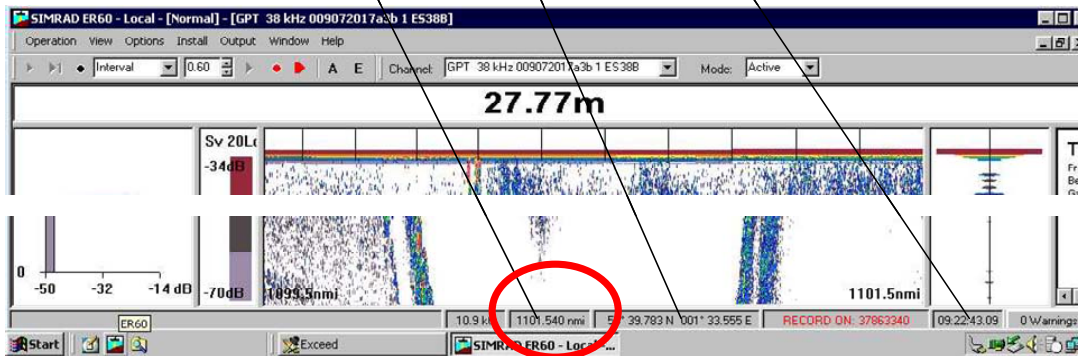 SIMRAD ER60 - Local - [Normal] - [GPT 38 kHz 009072017a3b 1 ES38B]
Operation View Options Install Output Window Help
Interval 0.60 A E Channel: GPT 38 kHz 009072017a3b 1 ES38B Mode: Active
27.77m
Sv
-34dB
0
-50 -32 -14 dB -70dB 1099.5nmi 1101.5nmi
10.9 1101.540 nmi 39.783 N 001° 33.555 E RECORD ON: 37863340 09:22:43.09 0 Warnings
ER60
Start Exceed SIMRAD ER60 - Local -...